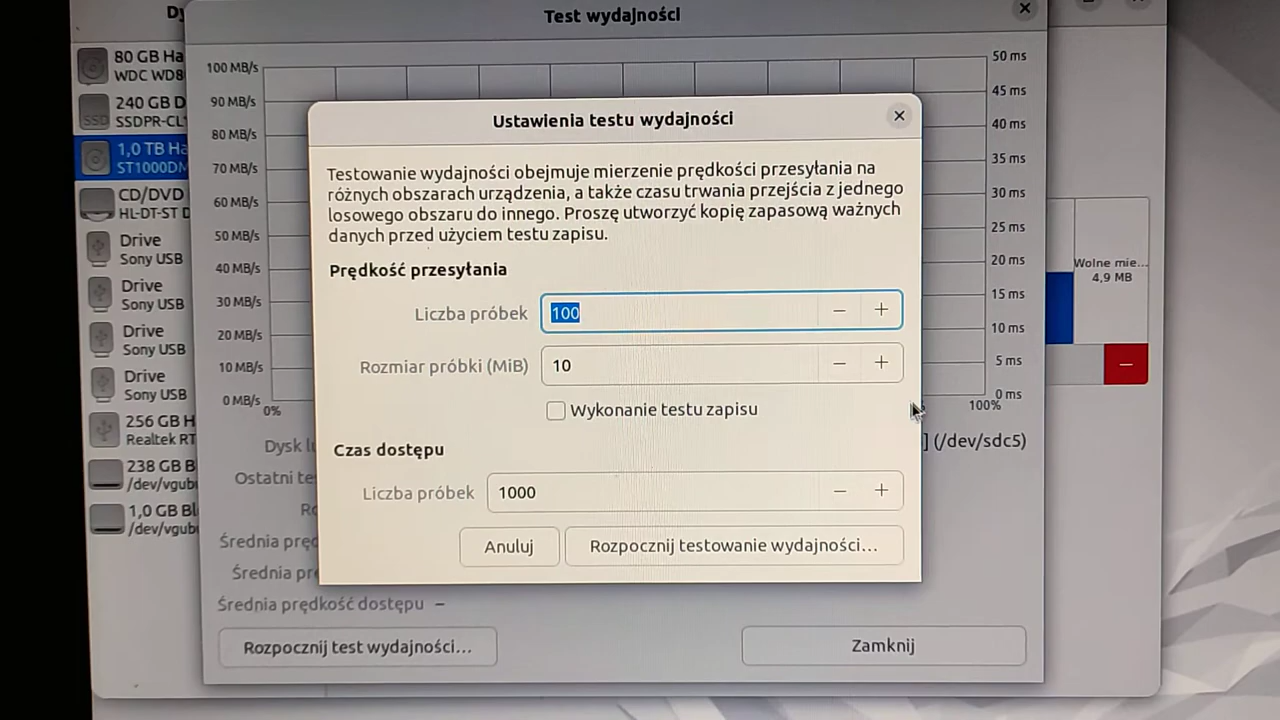 Test wydajności
80 GB Ha
WDC WD8
240 GB D
SSDPR-CL
1,0 TB Ha
ST1000DM
CD/DVD
HL-DT-ST D
Drive
Sony USB
Drive
Sony USB
Drive
Sony USB
Drive
Sony USB
256 GB H
Realtek RT
238 GB B
/dev/vgub
1,0 GB Bl
/dev/vgub
100 MB/s
90 MB/s
80 MB/s
70 MB/s
60 MB/s
50 MB/s
40 MB/s
30 MB/s
20 MB/s
10 MB/s
0 MB/s
0%
50 ms
45 ms
40 ms
35 ms
30 ms
25 ms
20 ms
15 ms
10 ms
5 ms
0 ms
100%
Wolne mie...
4,9 MB
Ustawienia testu wydajności
Testowanie wydajności obejmuje mierzenie prędkości przesyłania na
różnych obszarach urządzenia, a także czasu trwania przejścia z jednego
losowego obszaru do innego. Proszę utworzyć kopię zapasową ważnych
danych przed użyciem testu zapisu.
Prędkość przesyłania
Liczba próbek 100
Rozmiar próbki (MiB) 10
Wykonanie testu zapisu
Czas dostępu
Liczba próbek 1000
Anuluj
Rozpocznij testowanie wydajności...
Dysk lu
] (/dev/sdc5)
Ostatni te
Ro
Średnia pręd
Średnia pr
Średnia prędkość dostępu –
Rozpocznij test wydajności...
Zamknij